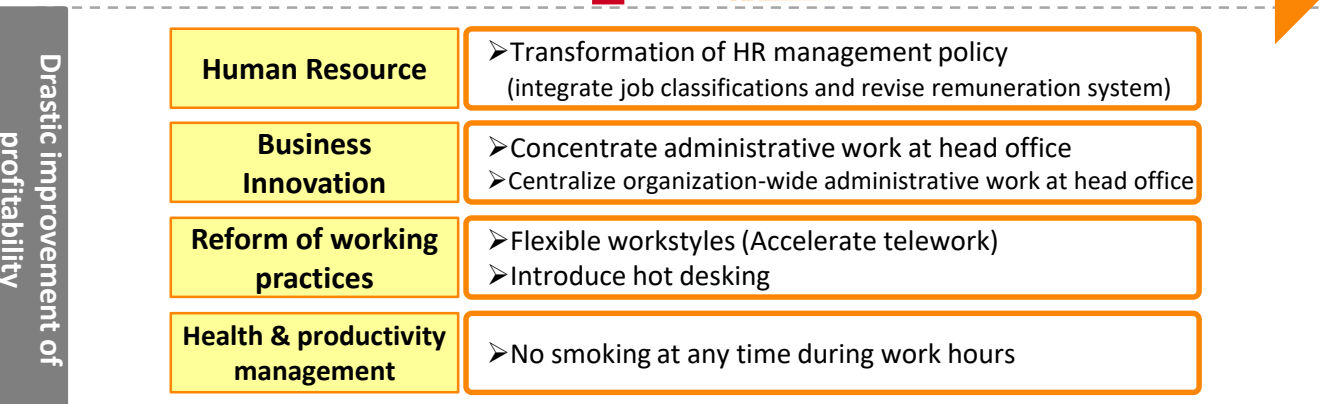 Drastic improvement of
profitability
Human Resource
➢Transformation of HR management policy
(integrate job classifications and revise remuneration system)
Business
Innovation
➢Concentrate administrative work at head office
➢Centralize organization-wide administrative work at head office
Reform of working
practices
➢Flexible workstyles (Accelerate telework)
➢Introduce hot desking
Health & productivity
management
➢No smoking at any time during work hours